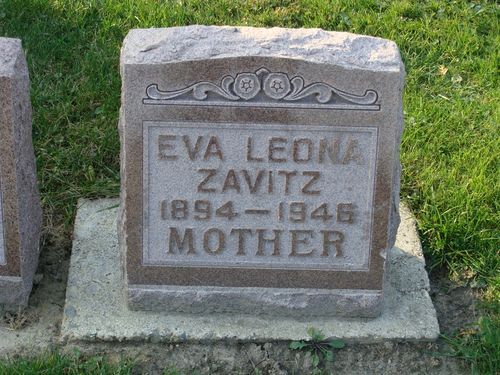 EVA LEONA
ZAVITZ
1894 — 1946
MOTHER